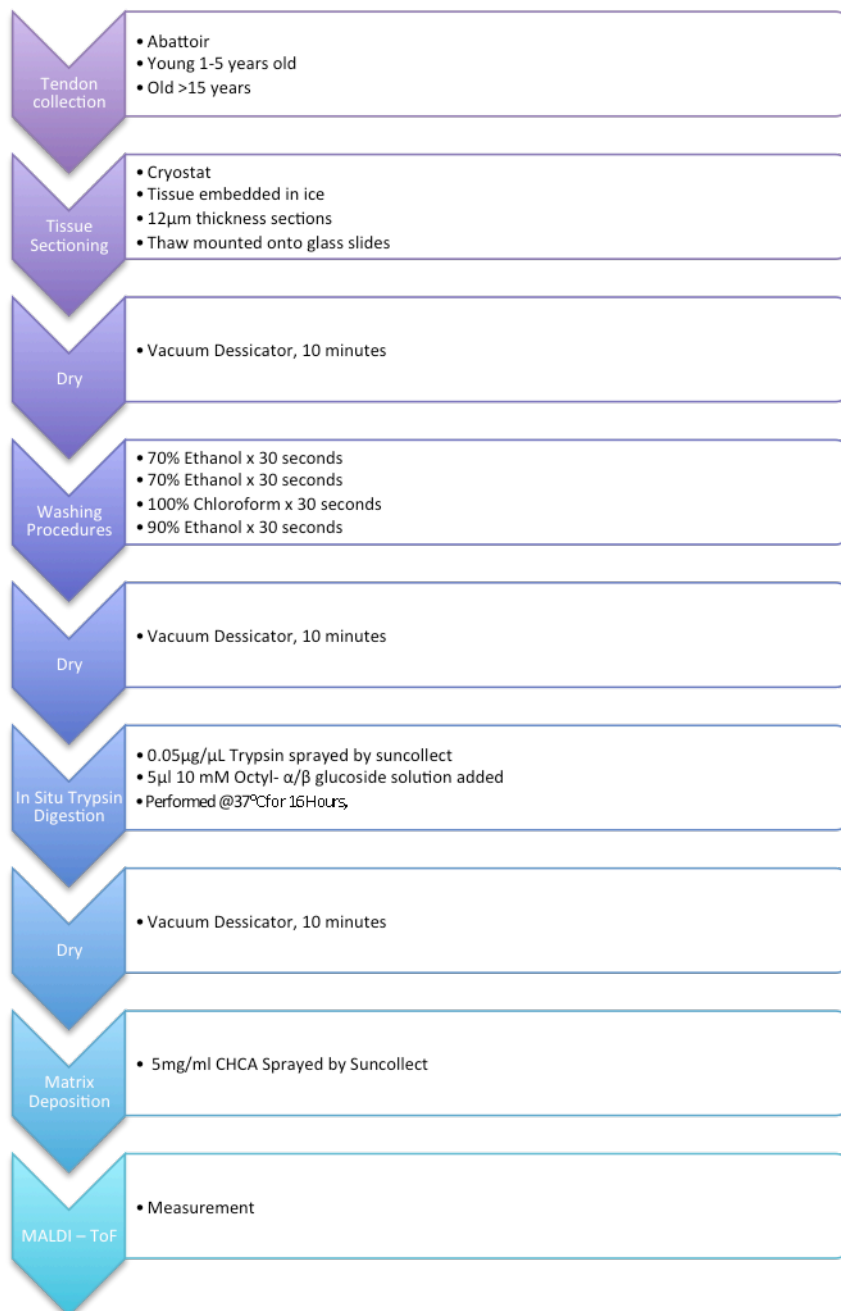 Tendon
collection
• Abattoir
• Young 1-5 years old
• Old >15 years
Tissue
Sectioning
• Cryostat
• Tissue embedded in ice
• 12µm thickness sections
• Thaw mounted onto glass slides
Dry
• Vacuum Dessicator, 10 minutes
Washing
Procedures
• 70% Ethanol x 30 seconds
• 70% Ethanol x 30 seconds
• 100% Chloroform x 30 seconds
• 90% Ethanol x 30 seconds
Dry
• Vacuum Dessicator, 10 minutes
In Situ Trypsin
Digestion
• 0.05µg/µL Trypsin sprayed by suncollect
• 5µl 10 mM Octyl- α/β glucoside solution added
• Performed @37°C for 16 Hours,
Dry
• Vacuum Dessicator, 10 minutes
Matrix
Deposition
• 5mg/ml CHCA Sprayed by Suncollect
MALDI – ToF
• Measurement